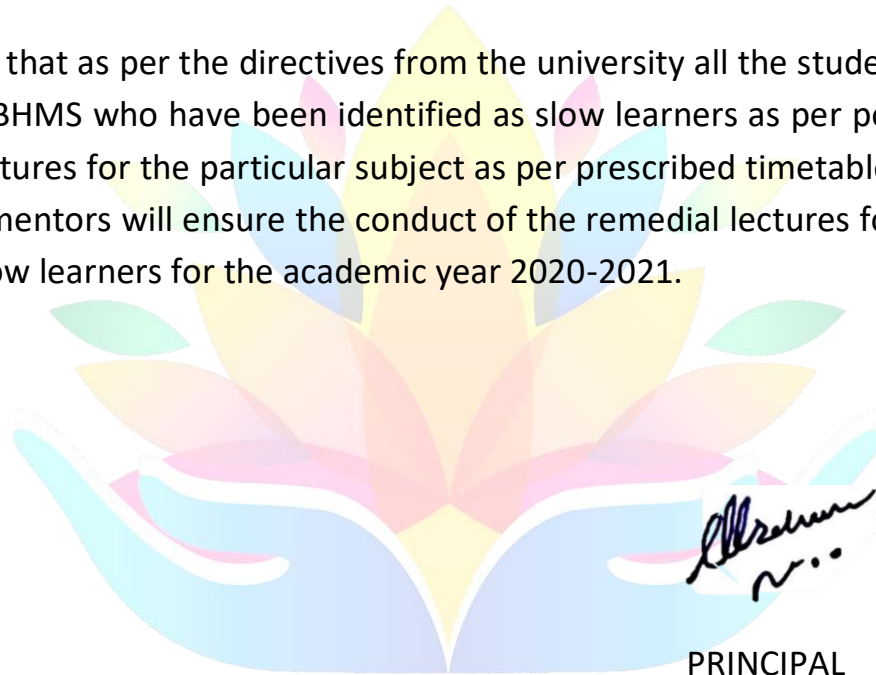 that as per the directives from the university all the stude
BHMS who have been identified as slow learners as per pe
tures for the particular subject as per prescribed timetable
mentors will ensure the conduct of the remedial lectures fo
ow learners for the academic year 2020-2021.
PRINCIPAL